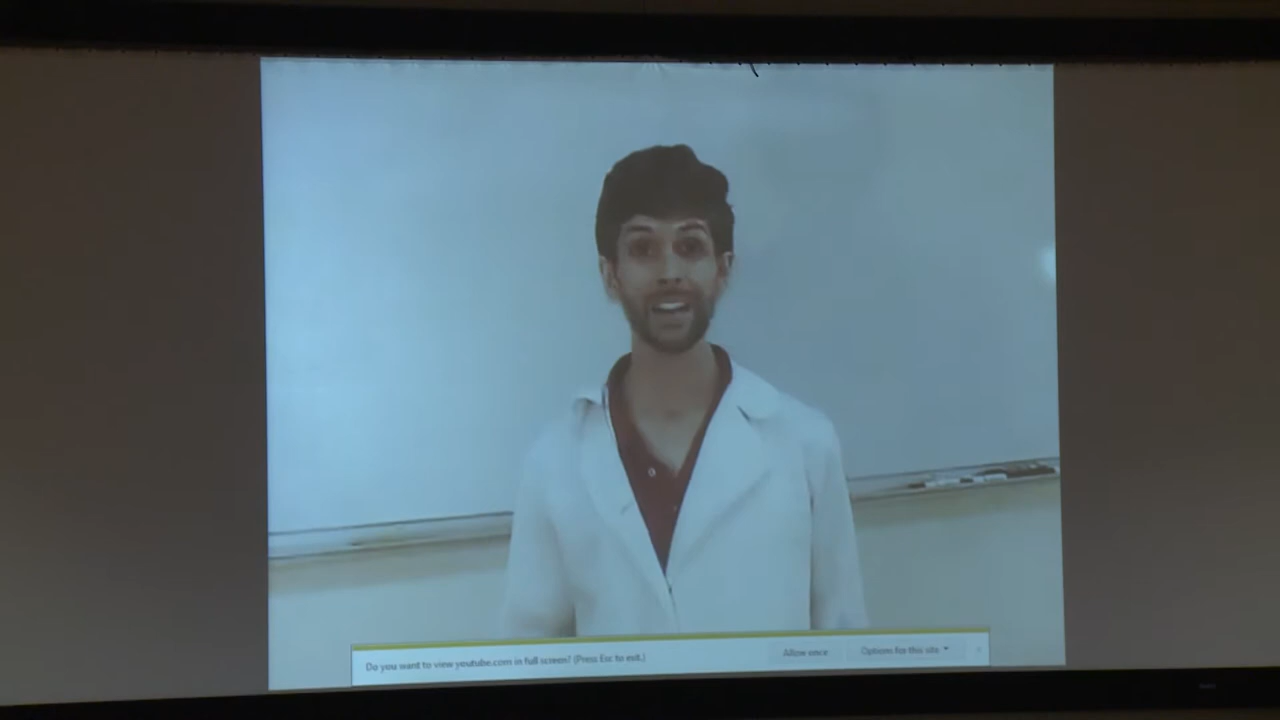 Do you want to view youtube.com in full screen? (Press Esc to exit.)
Allow once
Options for this site